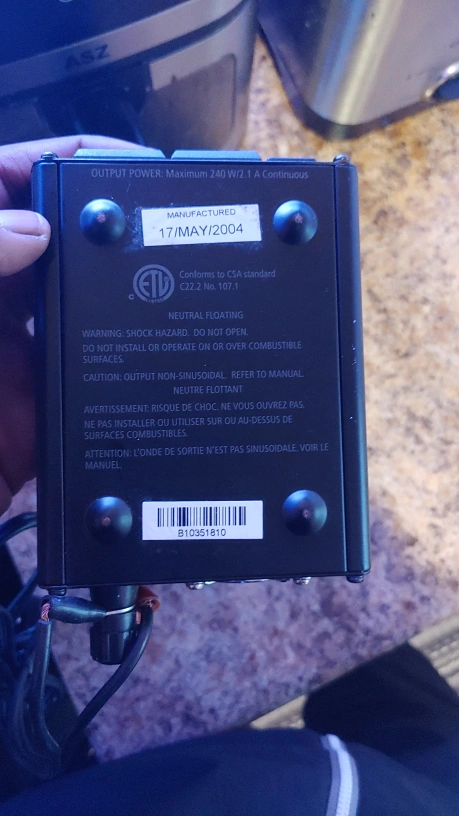 ASZ
OUTPUT POWER: Maximum 240 W/2.1 A Continuous
MANUFACTURED
17/MAY/2004
C ETL
Conforms to CSA standard
C22.2 No. 107.1
NEUTRAL FLOATING
WARNING: SHOCK HAZARD. DO NOT OPEN.
DO NOT INSTALL OR OPERATE ON OR OVER COMBUSTIBLE
SURFACES.
CAUTION: OUTPUT NON-SINUSOIDAL. REFER TO MANUAL.
NEUTRE FLOTTANT
AVERTISSEMENT: RISQUE DE CHOC. NE VOUS OUVREZ PAS.
NE PAS INSTALLER OU UTILISER SUR OU AU-DESSUS DE
SURFACES COMBUSTIBLES.
ATTENTION: L'ONDE DE SORTIE N'EST PAS SINUSOIDALE. VOIR LE
MANUEL.
B10351810